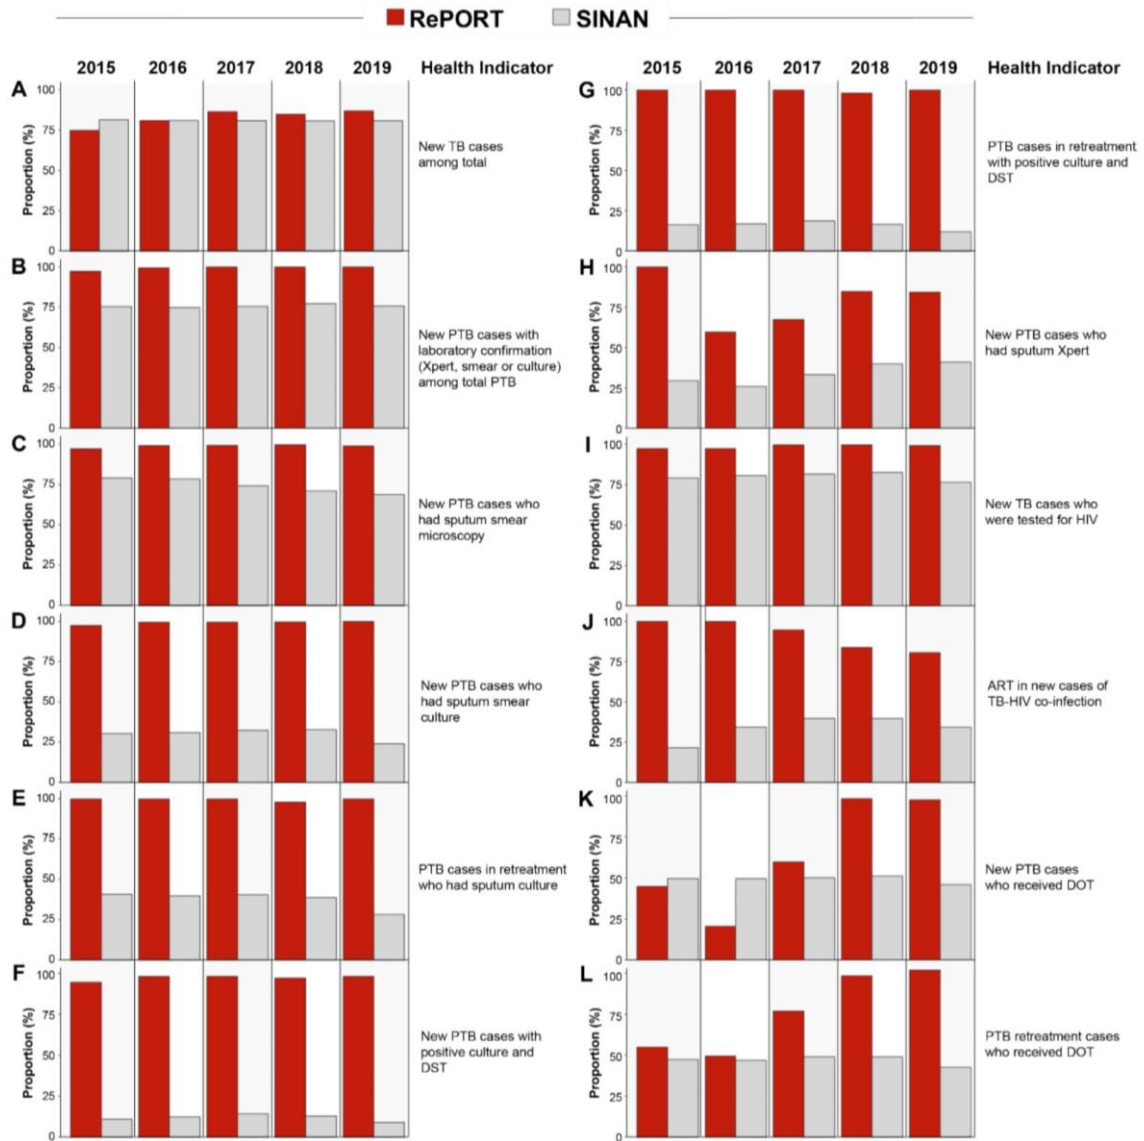 RePORT SINAN
2015 2016 2017 2018 2019 Health Indicator
A
Proportion (%)
100
75
50
25
0
New TB cases
among total
B
Proportion (%)
100
75
50
25
0
New PTB cases with
laboratory confirmation
(Xpert, smear or culture)
among total PTB
C
Proportion (%)
100
75
50
25
0
New PTB cases who
had sputum smear
microscopy
D
Proportion (%)
100
75
50
25
0
New PTB cases who
had sputum smear
culture
E
Proportion (%)
100
75
50
25
0
PTB cases in retreatment
who had sputum culture
F
Proportion (%)
100
75
50
25
0
New PTB cases with
positive culture and
DST
2015 2016 2017 2018 2019 Health Indicator
G
Proportion (%)
100
75
50
25
0
PTB cases in retreatment
with positive culture and
DST
H
Proportion (%)
100
75
50
25
0
New PTB cases who
had sputum Xpert
I
Proportion (%)
100
75
50
25
0
New TB cases who
were tested for HIV
J
Proportion (%)
100
75
50
25
0
ART in new cases of
TB-HIV co-infection
K
Proportion (%)
100
75
50
25
0
New PTB cases
who received DOT
L
Proportion (%)
100
75
50
25
0
PTB retreatment cases
who received DOT